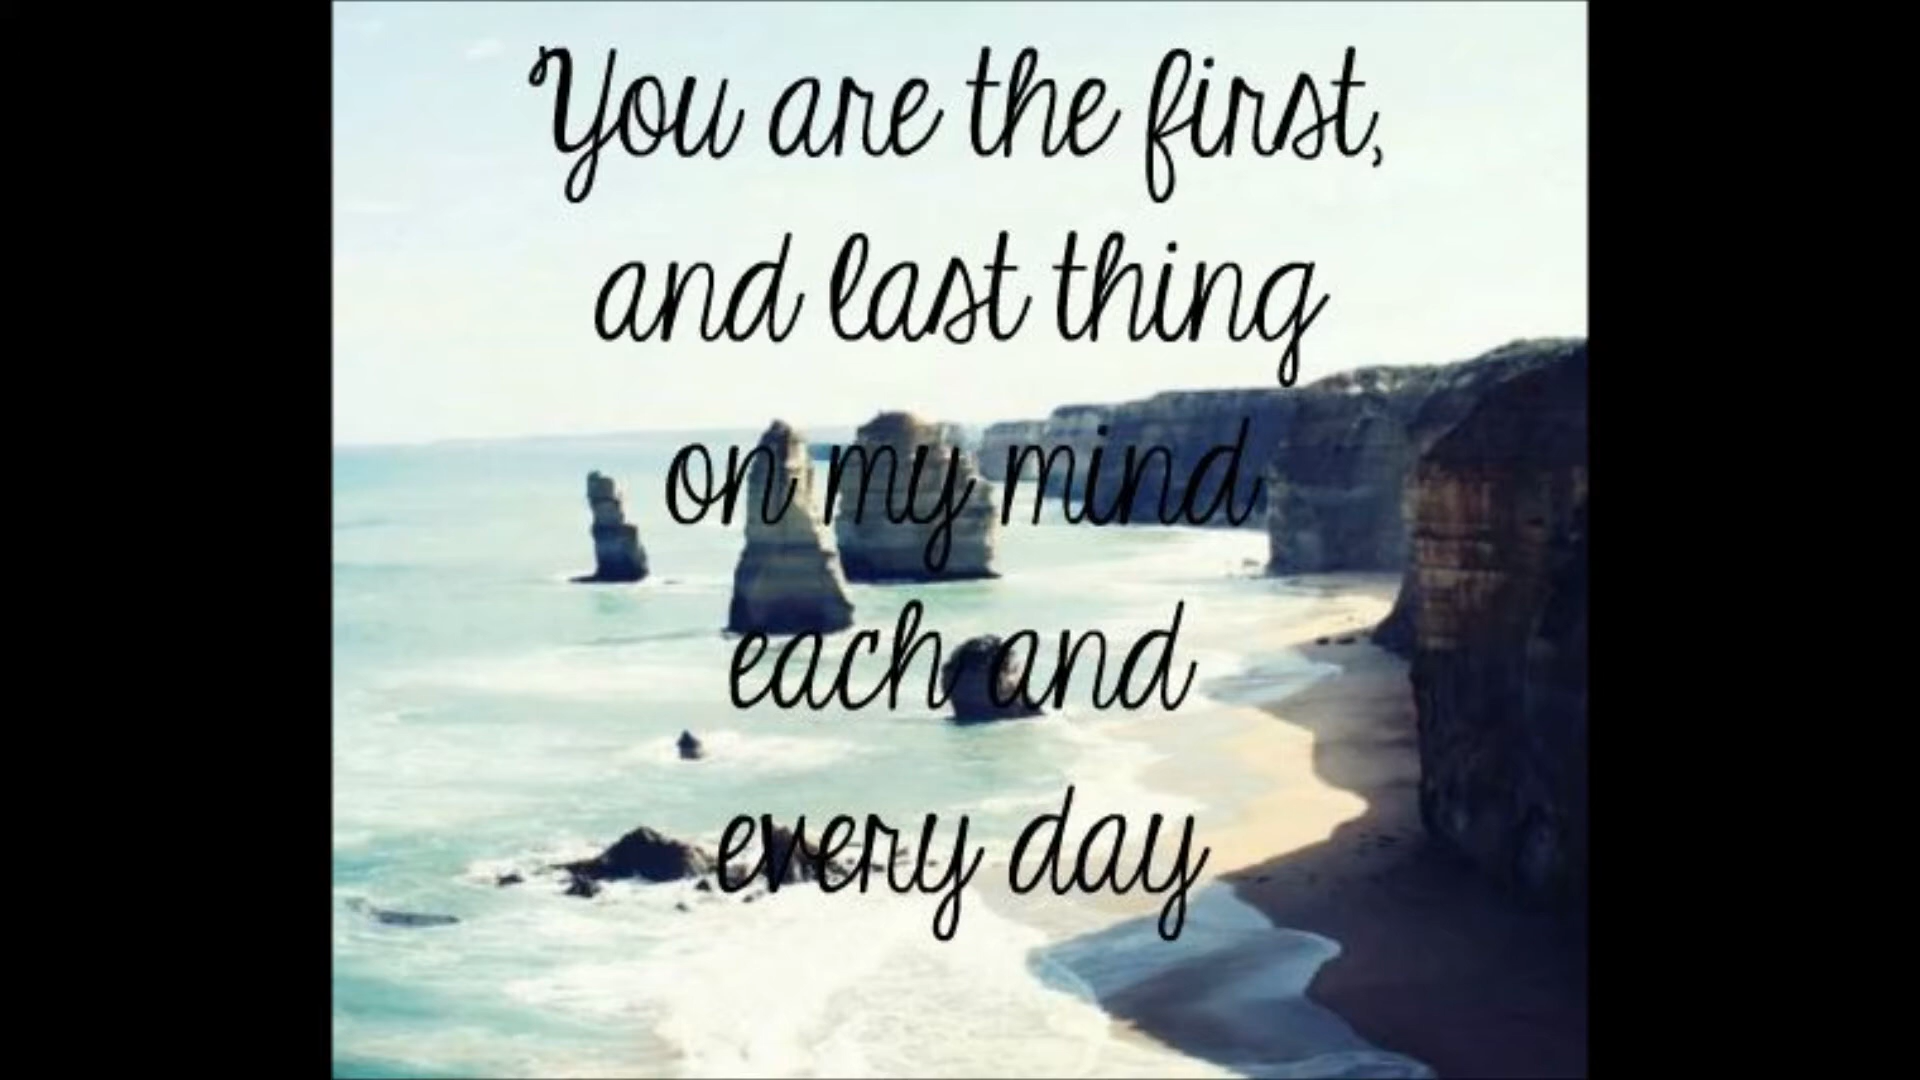 You are the first,
and last thing
on my mind
each and
every day